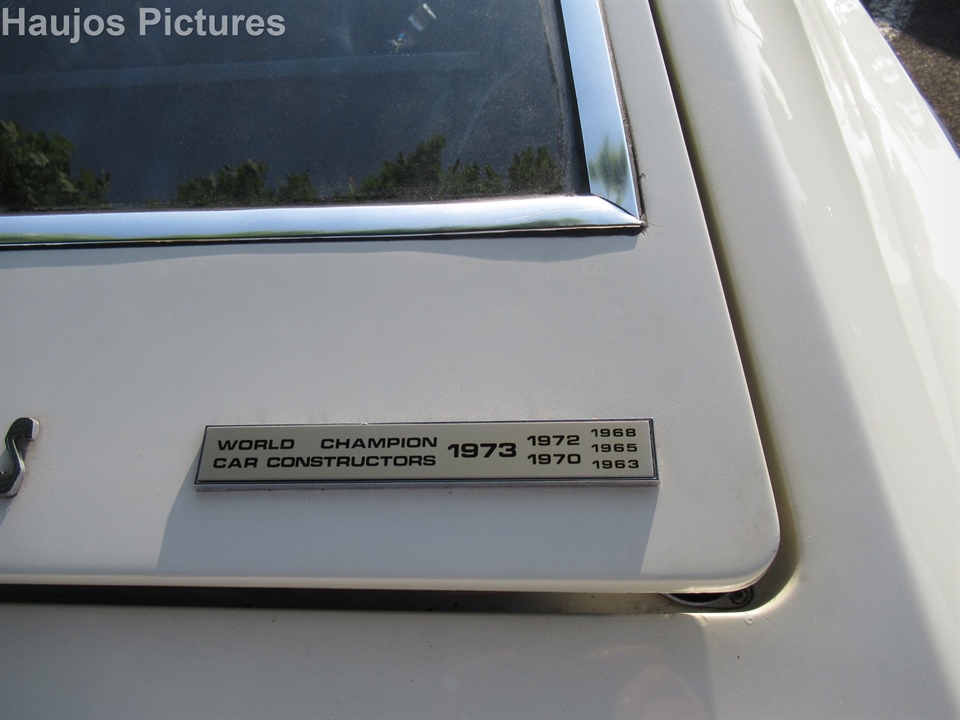 Haujos Pictures
S
WORLD CHAMPION
CAR CONSTRUCTORS
1973
1972
1970
1968
1965
1963